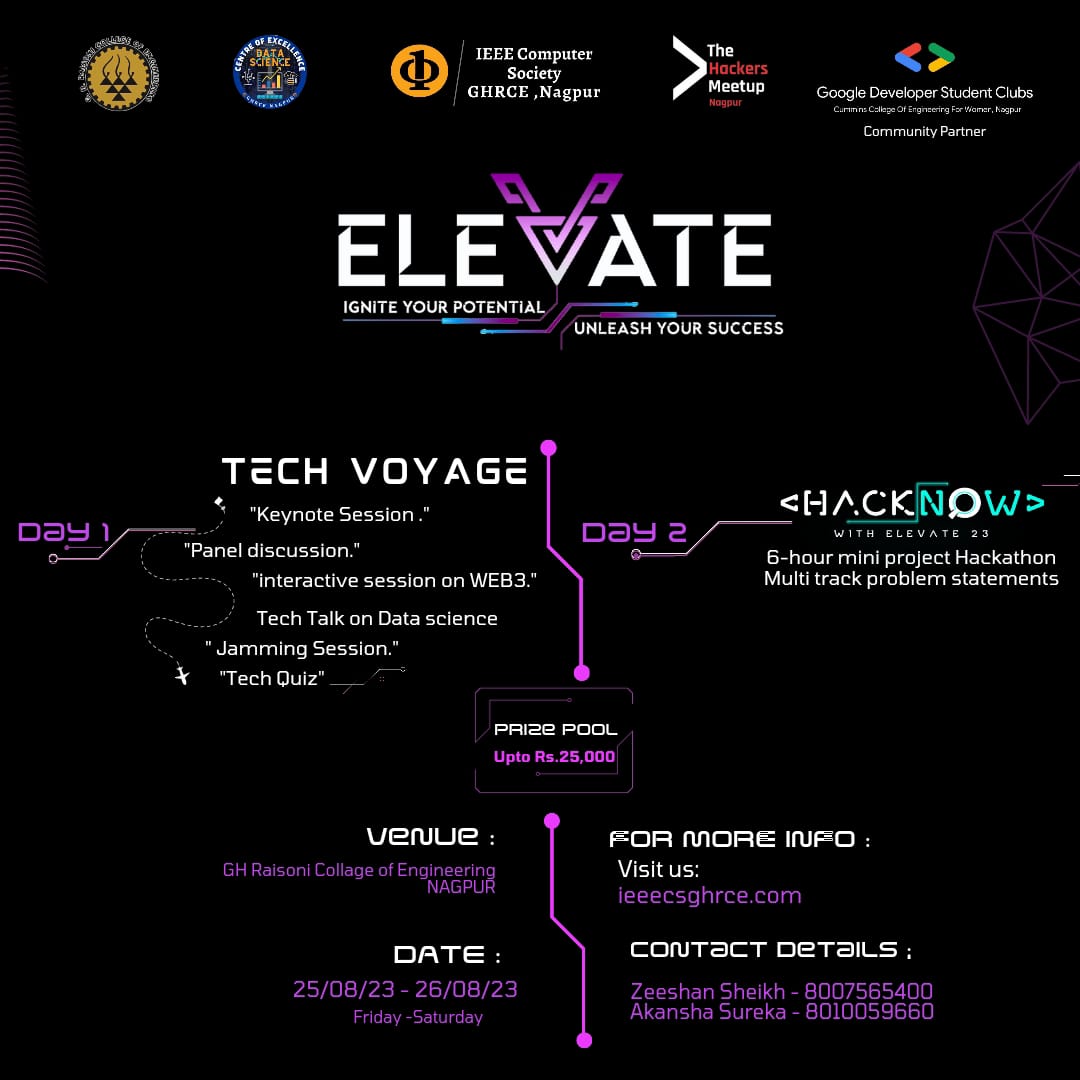 G. H. RAISONI COLLEGE OF ENGINEERING
CENTRE OF EXCELLENCE
DATA
SCIENCE
GHRCE NAGPUR
IEEE Computer
Society
GHRCE ,Nagpur
The
Hackers
Meetup
Nagpur
Google Developer Student Clubs
Cummins College Of Engineering For Women, Nagpur
Community Partner
ELEVATE
IGNITE YOUR POTENTIAL
UNLEASH YOUR SUCCESS
TECH VOYAGE
Day 1
"Keynote Session ."
"Panel discussion."
"interactive session on WEB3."
Tech Talk on Data science
" Jamming Session."
"Tech Quiz"
Day 2
<HACKNOW>
WITH ELEVATE 23
6-hour mini project Hackathon
Multi track problem statements
PRIZE POOL
Upto Rs.25,000
VENUE :
GH Raisoni Collage of Engineering
NAGPUR
DATE :
25/08/23 - 26/08/23
Friday -Saturday
FOR MORE INFO :
Visit us:
ieeecsghrce.com
CONTACT DETAILS :
Zeeshan Sheikh - 8007565400
Akansha Sureka - 8010059660